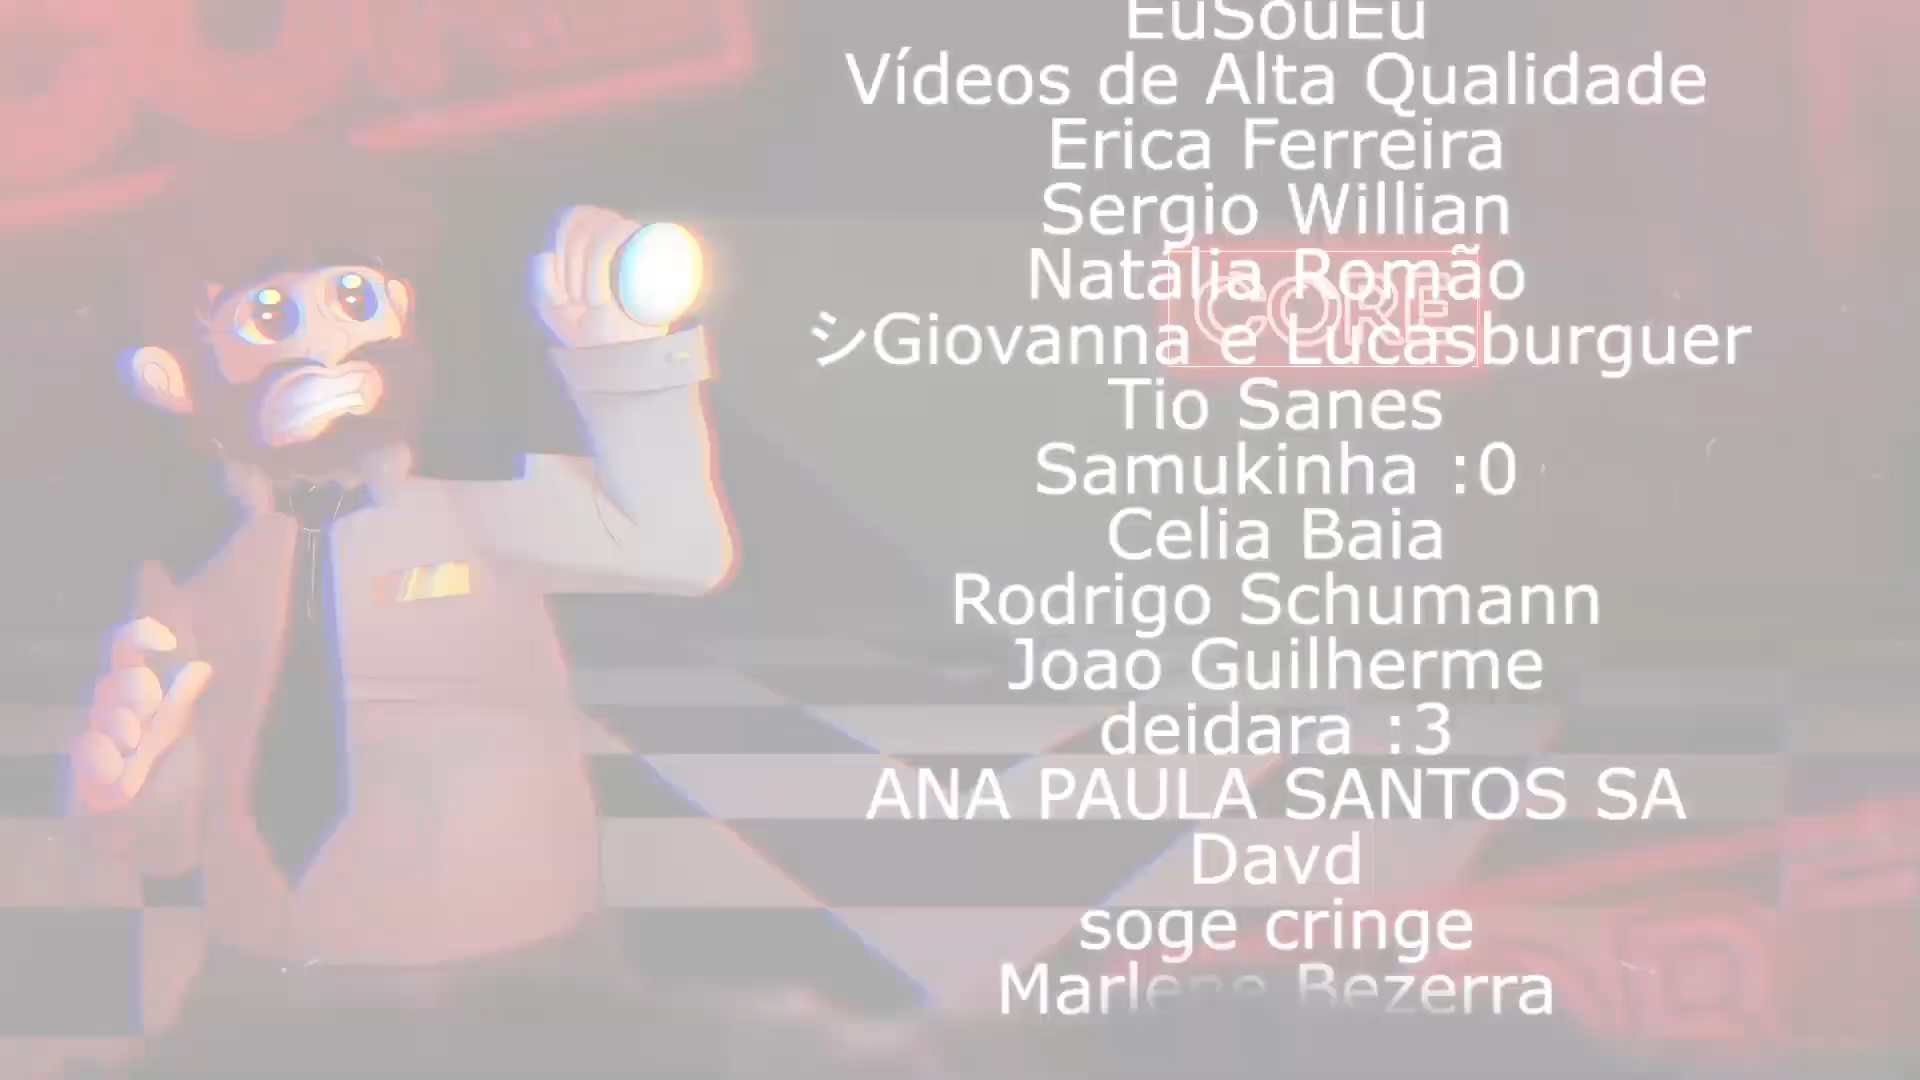 EuSouEu
Vídeos de Alta Qualidade
Erica Ferreira
Sergio Willian
Natália Romão
CORE
シGiovanna e Lucasburguer
Tio Sanes
Samukinha :0
Celia Baia
Rodrigo Schumann
Joao Guilherme
deidara :3
ANA PAULA SANTOS SA
Davd
soge cringe
Marlene Bezerra